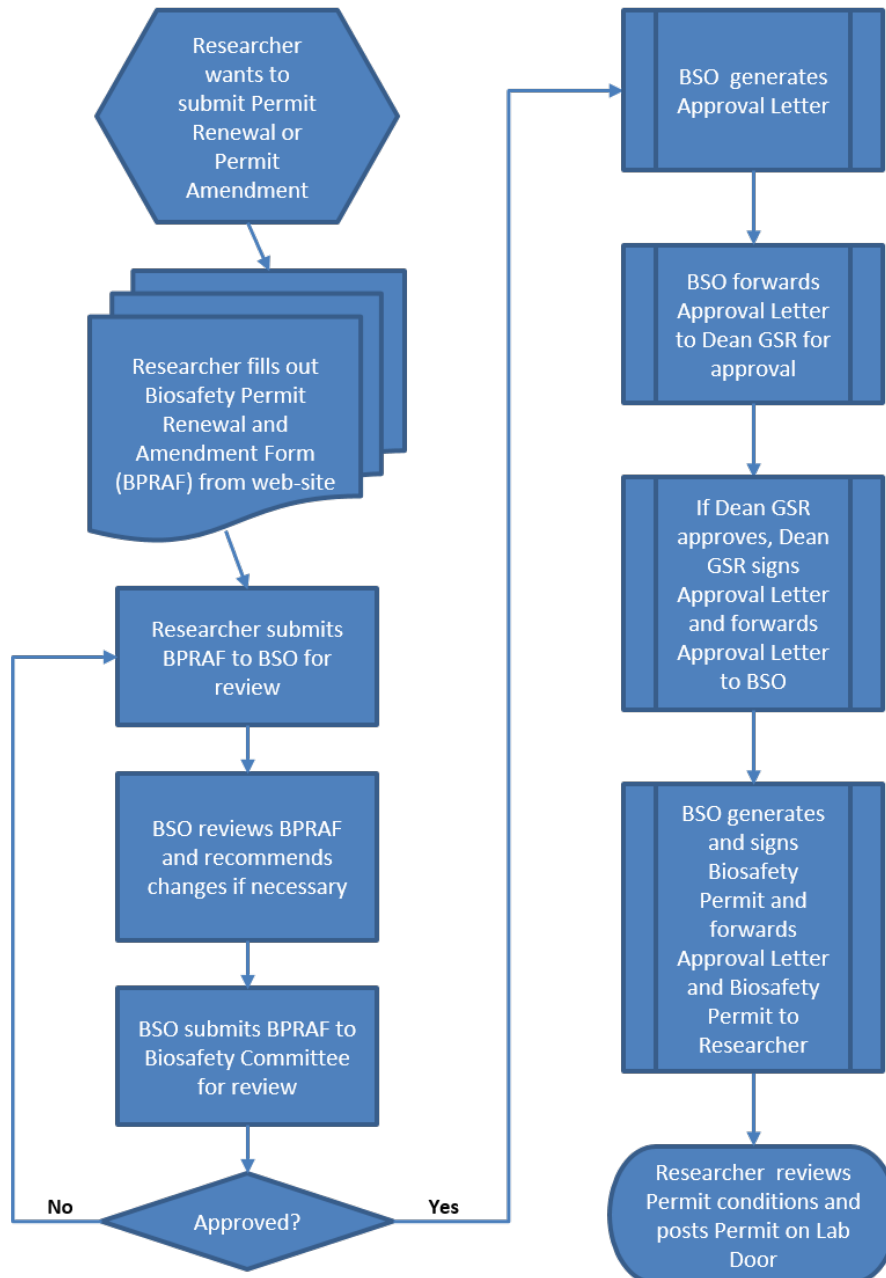 Researcher
wants to
submit Permit
Renewal or
Permit
Amendment
Researcher fills out
Biosafety Permit
Renewal and
Amendment Form
(BPRAF) from web-site
Researcher submits
BPRAF to BSO for
review
BSO reviews BPRAF
and recommends
changes if necessary
BSO submits BPRAF to
Biosafety Committee
for review
No
Approved?
Yes
BSO generates
Approval Letter
BSO forwards
Approval Letter
to Dean GSR for
approval
If Dean GSR
approves, Dean
GSR signs
Approval Letter
and forwards
Approval Letter
to BSO
BSO generates
and signs
Biosafety
Permit and
forwards
Approval Letter
and Biosafety
Permit to
Researcher
Researcher reviews
Permit conditions and
posts Permit on Lab
Door